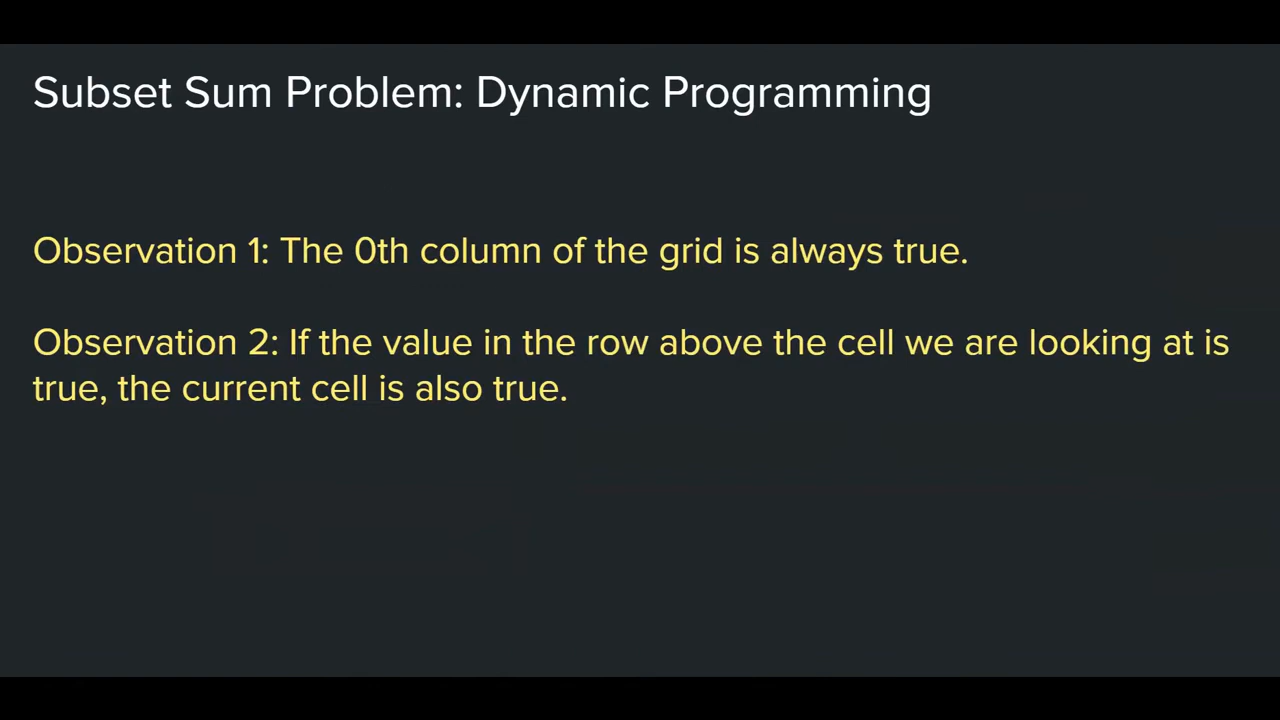 Subset Sum Problem: Dynamic Programming
Observation 1: The 0th column of the grid is always true.
Observation 2: If the value in the row above the cell we are looking at is
true, the current cell is also true.